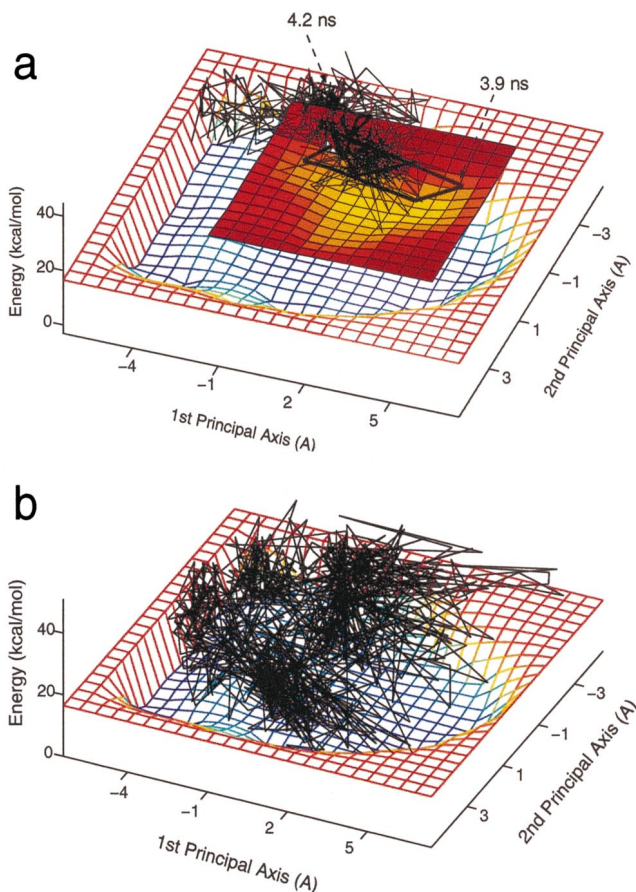 a
4.2 ns
3.9 ns
Energy (kcal/mol)
40
20
0
-4
-1
2
5
1st Principal Axis (A)
-3
-1
1
3
2nd Principal Axis (A)
b
Energy (kcal/mol)
40
20
0
-4
-1
2
5
1st Principal Axis (A)
-3
-1
1
3
2nd Principal Axis (A)